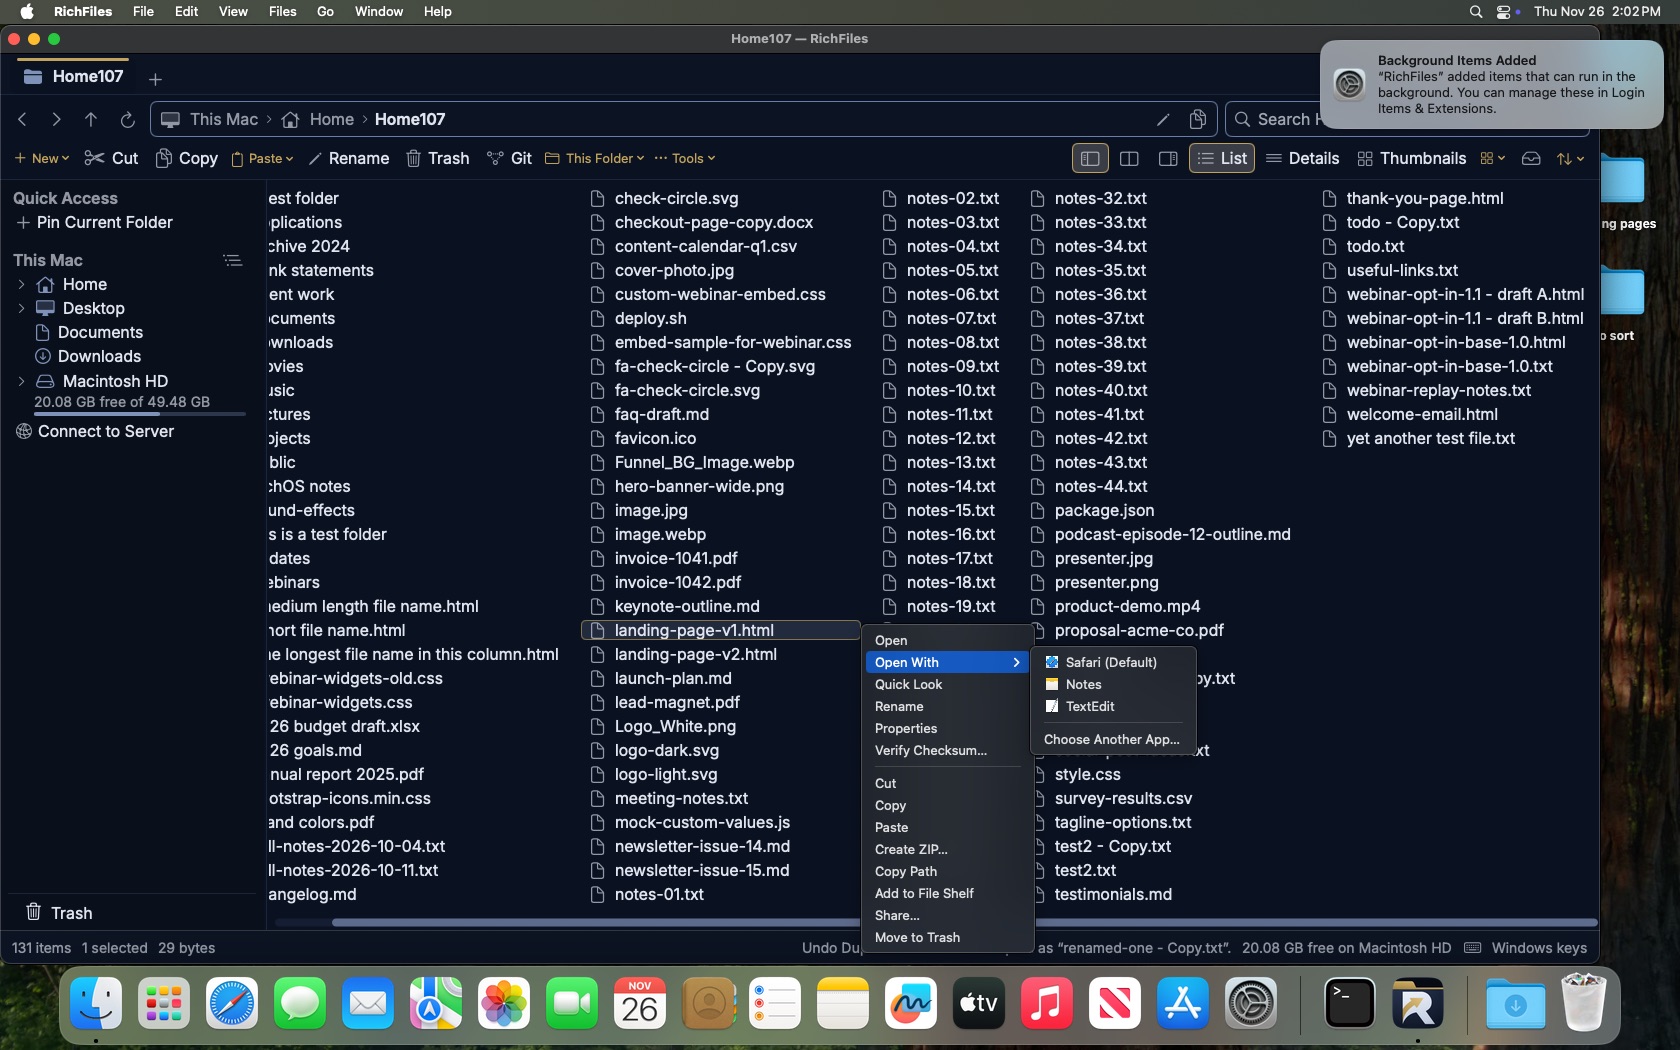 RichFiles File Edit View Files Go Window Help
Thu Nov 26 2:02 PM
Home107 — RichFiles
Background Items Added
“RichFiles” added items that can run in the
background. You can manage these in Login
Items & Extensions.
Home107
This Mac Home Home107
Search
New Cut Copy Paste Rename Trash Git This Folder Tools
List Details Thumbnails
Quick Access
Pin Current Folder
This Mac
Home
Desktop
Documents
Downloads
Macintosh HD
20.08 GB free of 49.48 GB
Connect to Server
Trash
est folder
plications
chive 2024
nk statements
ent work
cuments
wnloads
ovies
usic
ctures
ojects
blic
chOS notes
und-effects
s is a test folder
dates
ebinars
edium length file name.html
ort file name.html
e longest file name in this column.html
ebinar-widgets-old.css
ebinar-widgets.css
26 budget draft.xlsx
26 goals.md
nual report 2025.pdf
otstrap-icons.min.css
and colors.pdf
ll-notes-2026-10-04.txt
ll-notes-2026-10-11.txt
angelog.md
check-circle.svg
checkout-page-copy.docx
content-calendar-q1.csv
cover-photo.jpg
custom-webinar-embed.css
deploy.sh
embed-sample-for-webinar.css
fa-check-circle - Copy.svg
fa-check-circle.svg
faq-draft.md
favicon.ico
Funnel_BG_Image.webp
hero-banner-wide.png
image.jpg
image.webp
invoice-1041.pdf
invoice-1042.pdf
keynote-outline.md
landing-page-v1.html
landing-page-v2.html
launch-plan.md
lead-magnet.pdf
Logo_White.png
logo-dark.svg
logo-light.svg
meeting-notes.txt
mock-custom-values.js
newsletter-issue-14.md
newsletter-issue-15.md
notes-01.txt
notes-02.txt
notes-03.txt
notes-04.txt
notes-05.txt
notes-06.txt
notes-07.txt
notes-08.txt
notes-09.txt
notes-10.txt
notes-11.txt
notes-12.txt
notes-13.txt
notes-14.txt
notes-15.txt
notes-16.txt
notes-17.txt
notes-18.txt
notes-19.txt
notes-32.txt
notes-33.txt
notes-34.txt
notes-35.txt
notes-36.txt
notes-37.txt
notes-38.txt
notes-39.txt
notes-40.txt
notes-41.txt
notes-42.txt
notes-43.txt
notes-44.txt
package.json
podcast-episode-12-outline.md
presenter.jpg
presenter.png
product-demo.mp4
proposal-acme-co.pdf
py.txt
xt
style.css
survey-results.csv
tagline-options.txt
test2 - Copy.txt
test2.txt
testimonials.md
thank-you-page.html
todo - Copy.txt
todo.txt
useful-links.txt
webinar-opt-in-1.1 - draft A.html
webinar-opt-in-1.1 - draft B.html
webinar-opt-in-base-1.0.html
webinar-opt-in-base-1.0.txt
webinar-replay-notes.txt
welcome-email.html
yet another test file.txt
Open
Open With
Quick Look
Rename
Properties
Verify Checksum...
Cut
Copy
Paste
Create ZIP...
Copy Path
Add to File Shelf
Share...
Move to Trash
Safari (Default)
Notes
TextEdit
Choose Another App...
ng pages
o sort
131 items 1 selected 29 bytes
Undo Du
as “renamed-one - Copy.txt”. 20.08 GB free on Macintosh HD Windows keys
NOV
26
tv